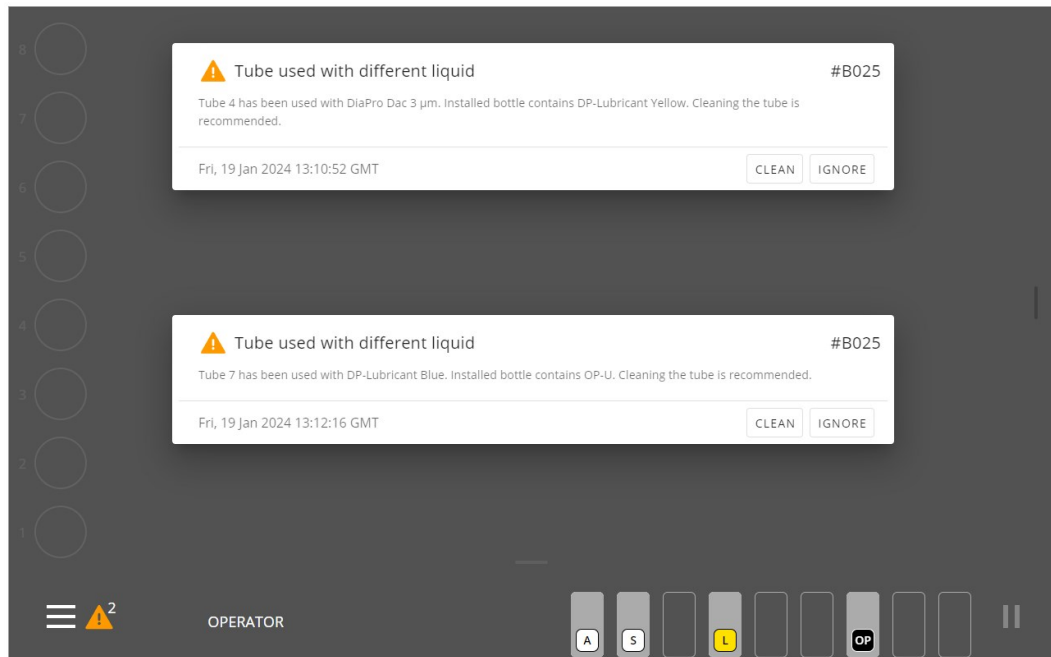 8
Tube used with different liquid #B025
Tube 4 has been used with DiaPro Dac 3 µm. Installed bottle contains DP-Lubricant Yellow. Cleaning the tube is
recommended.
7
Fri, 19 Jan 2024 13:10:52 GMT CLEAN IGNORE
6
5
4
Tube used with different liquid #B025
Tube 7 has been used with DP-Lubricant Blue. Installed bottle contains OP-U. Cleaning the tube is recommended.
3
Fri, 19 Jan 2024 13:12:16 GMT CLEAN IGNORE
2
1
2
OPERATOR
A S L OP